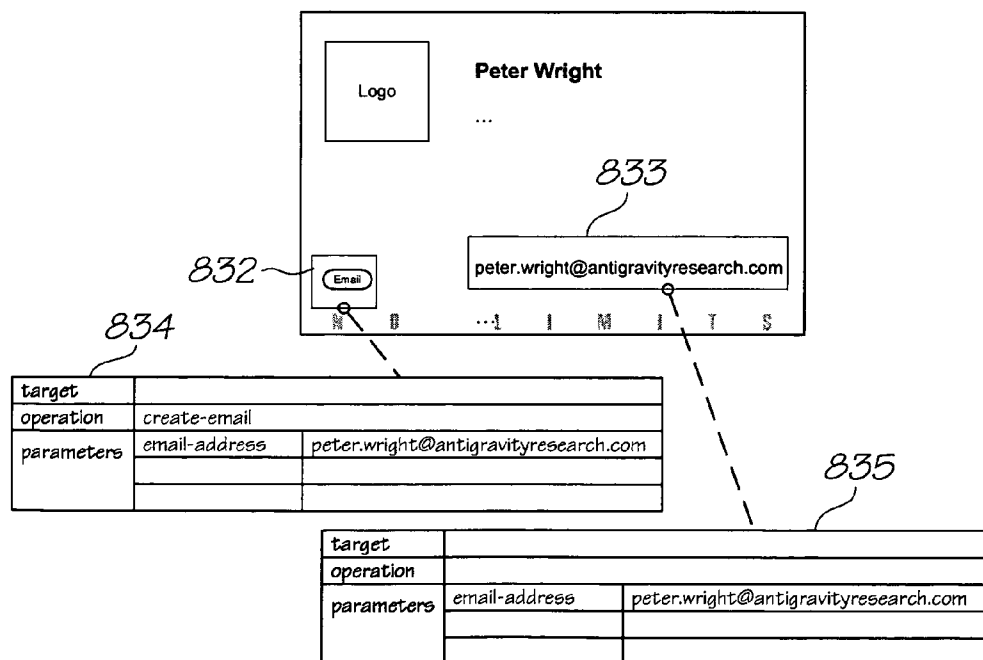 Logo
Peter Wright
...
833
peter.wright@antigravityresearch.com
832
Email
N O ...L I M I T S
834
target
operation create-email
parameters email-address peter.wright@antigravityresearch.com
835
target
operation
parameters email-address peter.wright@antigravityresearch.com